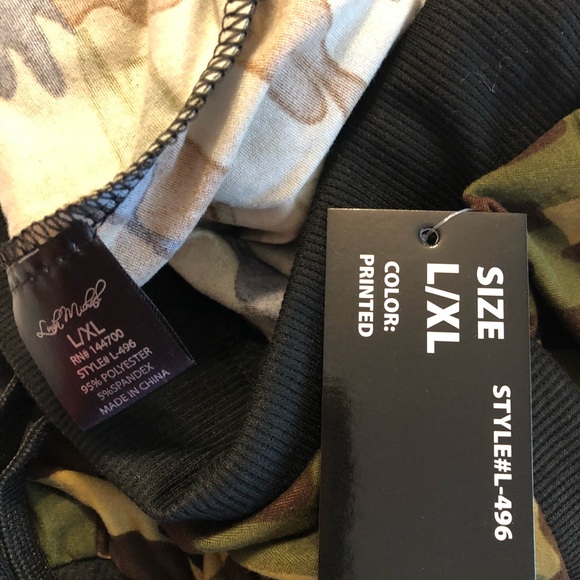 L/XL
RN# 144700
STYLE# L-496
95% POLYESTER
5%SPANDEX
MADE IN CHINA
SIZE
L/XL
COLOR:
PRINTED
STYLE#L-496